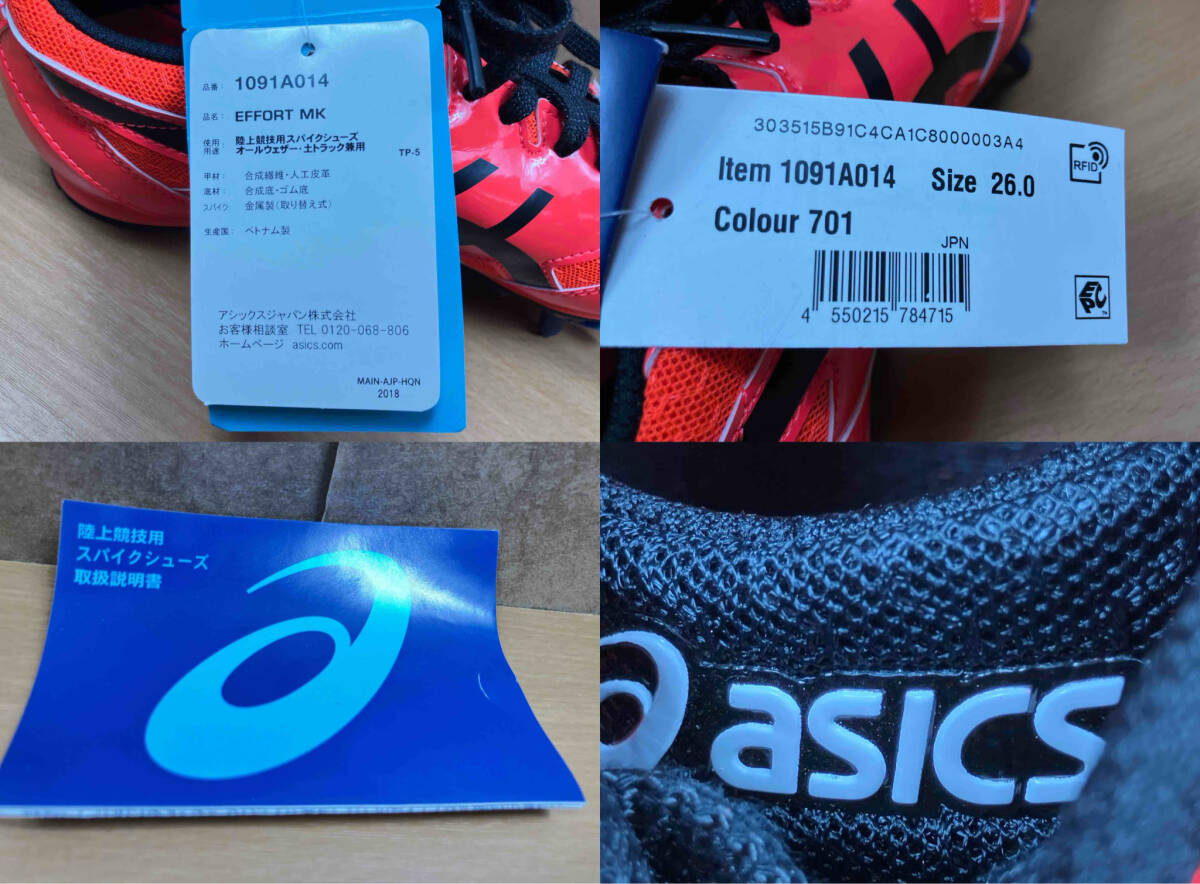 品番: 1091A014
品名: EFFORT MK
使用用途: 陸上競技用スパイクシューズ
オールウェザー・土トラック兼用 TP-5
甲材: 合成繊維・人工皮革
底材: 合成底・ゴム底
スパイク: 金属製(取り替え式)
生産国: ベトナム製
アシックスジャパン株式会社
お客様相談室 TEL 0120-068-806
ホームページ asics.com
MAIN-AJP-HQN
2018
303515B91C4CA1C8000003A4
RFID
Item 1091A014 Size 26.0
Colour 701
JPN
4 550215 784715
EPC
陸上競技用
スパイクシューズ
取扱説明書
asics